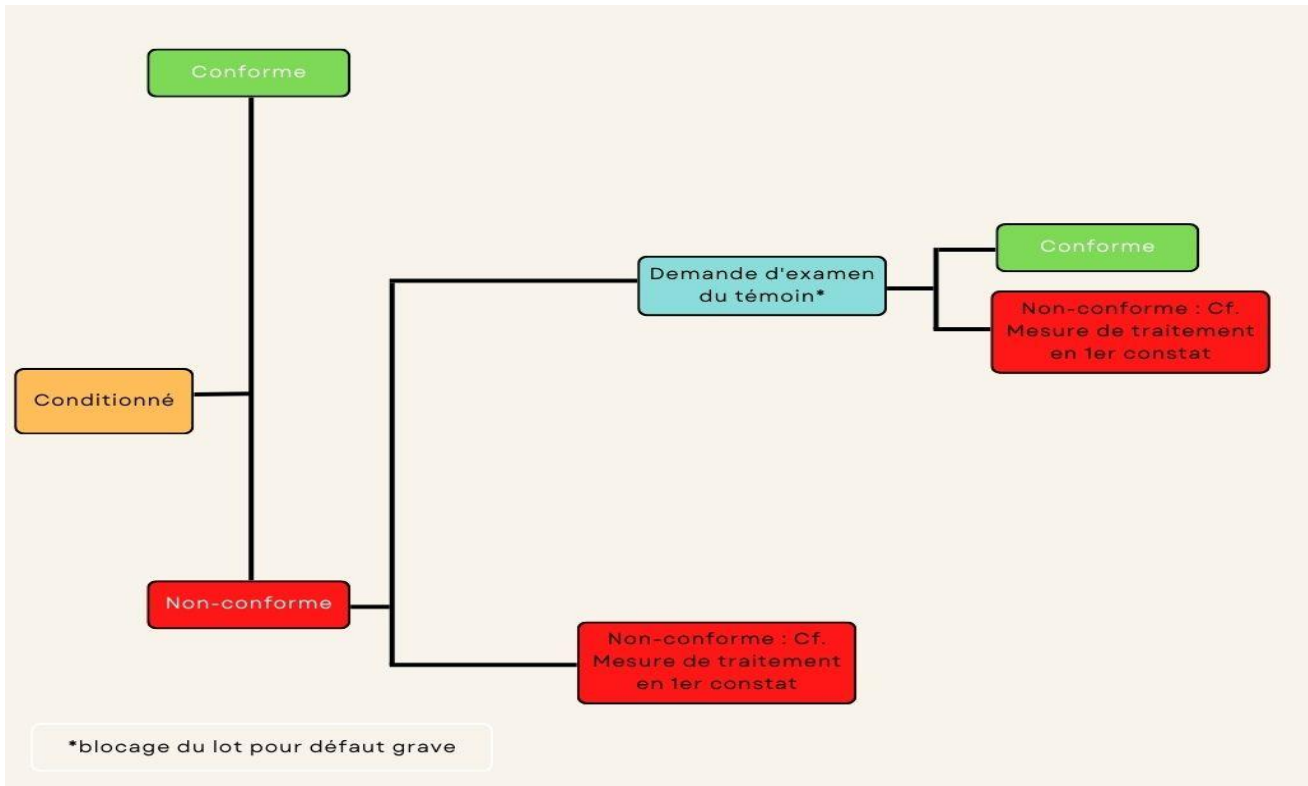 Conforme
Demande d'examen
du témoin*
Conforme
Non-conforme : Cf.
Mesure de traitement
en 1er constat
Conditionné
Non-conforme
Non-conforme : Cf.
Mesure de traitement
en 1er constat
*blocage du lot pour défaut grave